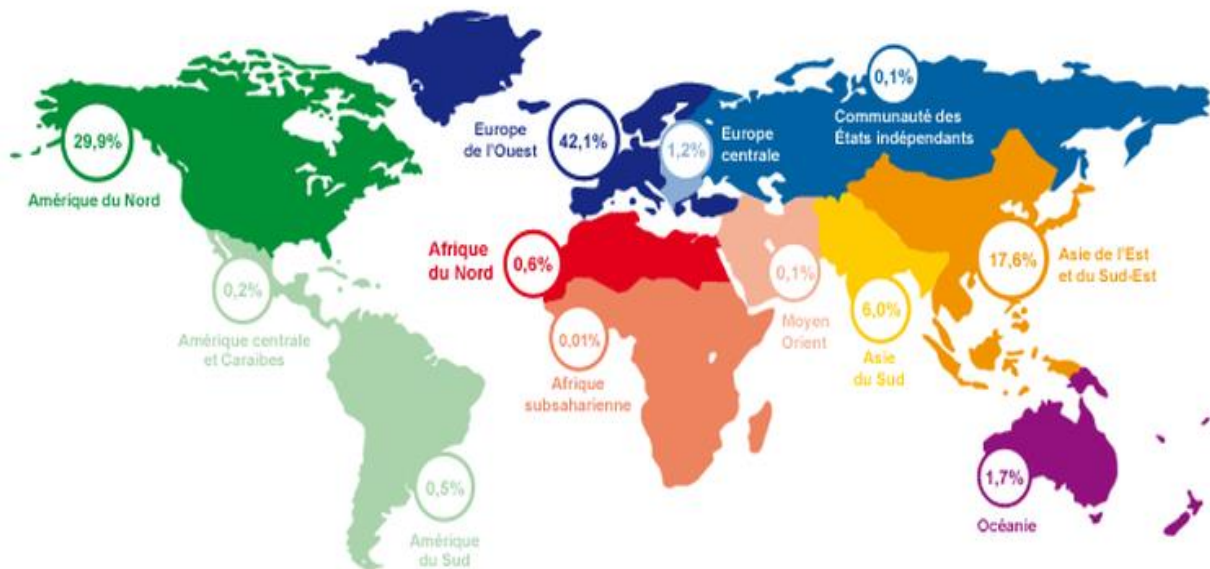 29,9%
Amérique du Nord
0,2%
Amérique centrale
et Caraibes
0,5%
Amérique
du Sud
Europe
de l'Ouest
42,1%
1,2%
Europe
centrale
0,1%
Communauté des
États indépendants
Afrique
du Nord
0,6%
0,01%
Afrique
subsaharienne
0,1%
Moyen
Orient
6,0%
Asie
du Sud
17,6%
Asie de l'Est
et du Sud-Est
1,7%
Océanie